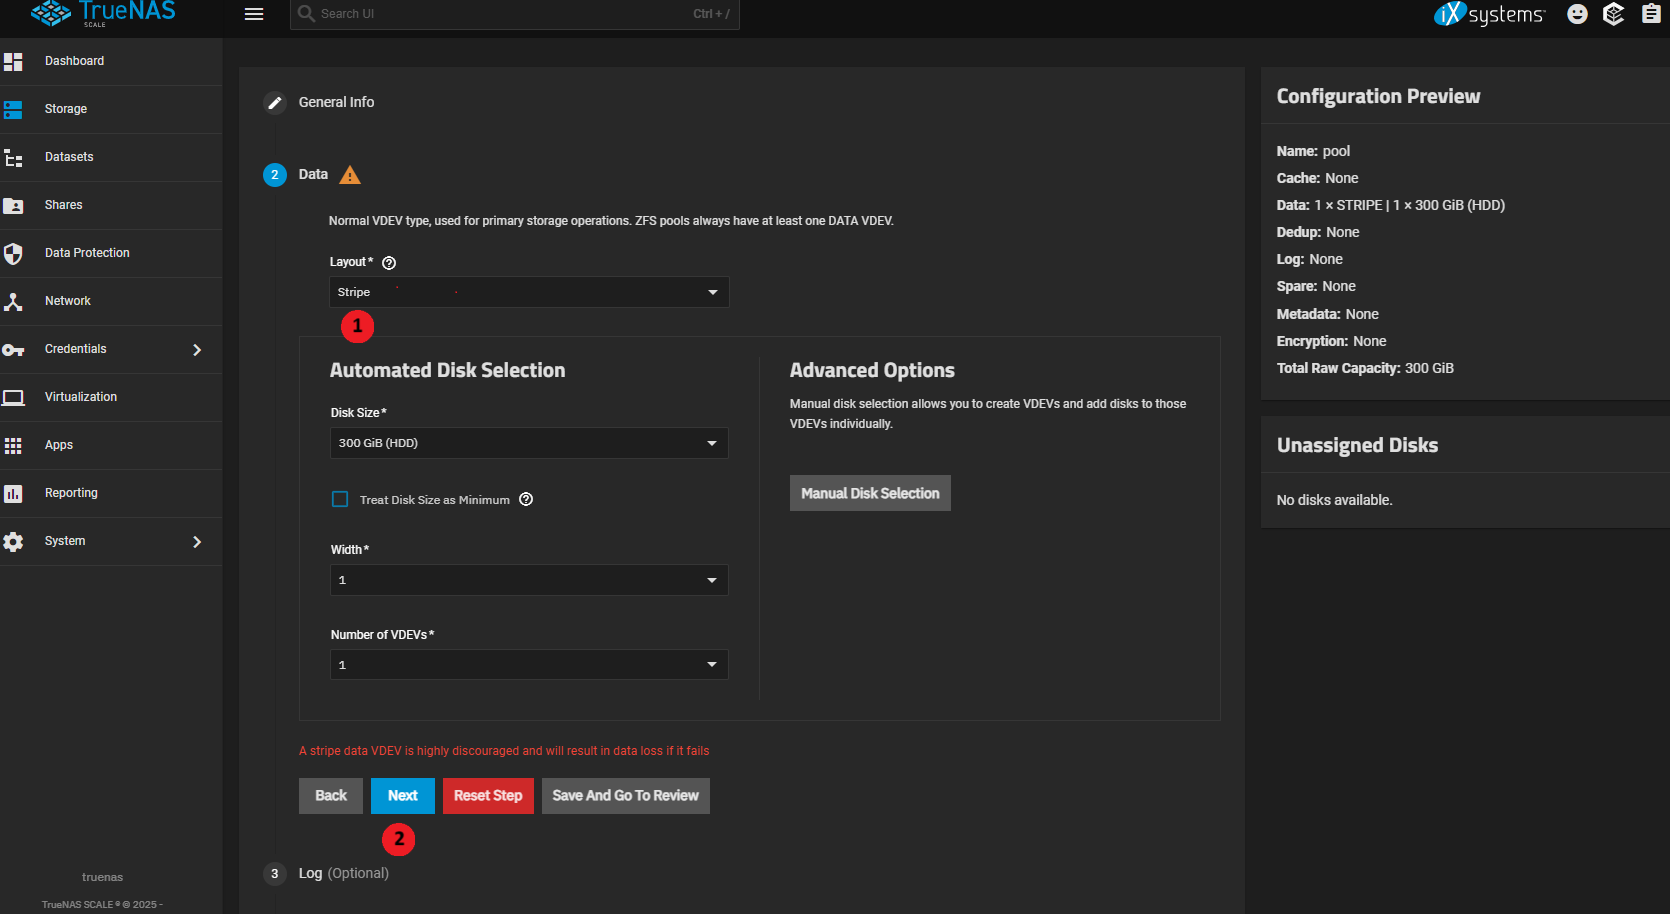 TrueNAS
SCALE
Search UI
Ctrl + /
iXsystems
Dashboard
Storage
Datasets
Shares
Data Protection
Network
Credentials
Virtualization
Apps
Reporting
System
truenas
TrueNAS SCALE ® © 2025 -
General Info
2 Data
Normal VDEV type, used for primary storage operations. ZFS pools always have at least one DATA VDEV.
Layout *
Stripe
1
Automated Disk Selection
Disk Size *
300 GiB (HDD)
Treat Disk Size as Minimum
Width *
1
Number of VDEVs *
1
Advanced Options
Manual disk selection allows you to create VDEVs and add disks to those
VDEVs individually.
Manual Disk Selection
A stripe data VDEV is highly discouraged and will result in data loss if it fails
Back Next Reset Step Save And Go To Review
2
3 Log (Optional)
Configuration Preview
Name: pool
Cache: None
Data: 1 × STRIPE | 1 × 300 GiB (HDD)
Dedup: None
Log: None
Spare: None
Metadata: None
Encryption: None
Total Raw Capacity: 300 GiB
Unassigned Disks
No disks available.